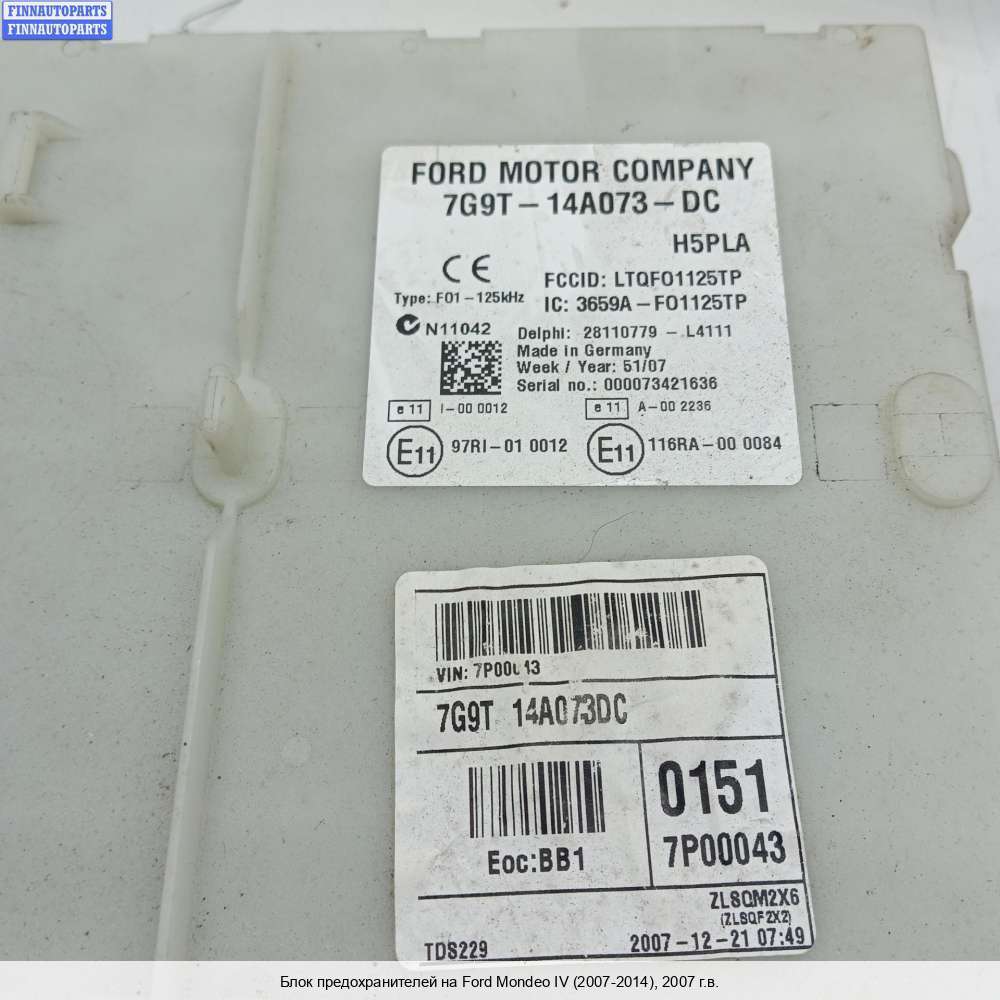 FINNAUTOPARTS
FINNAUTOPARTS
FORD MOTOR COMPANY
7G9T-14A073-DC
H5PLA
CE
FCCID: LTQF01125TP
Type: F01-125kHz
IC: 3659A-F01125TP
N11042
Delphi: 28110779 - L4111
Made in Germany
Week / Year: 51/07
Serial no.: 000073421636
e 11 I-00 0012
e 11 A-00 2236
E11 97RI-01 0012
E11 116RA-00 0084
VIN: 7P00043
7G9T 14A073DC
0151
Eoc:BB1
7P00043
ZLSQM2X6
(ZLSQF2X2)
TDS229
2007-12-21 07:49
Блок предохранителей на Ford Mondeo IV (2007-2014), 2007 г.в.